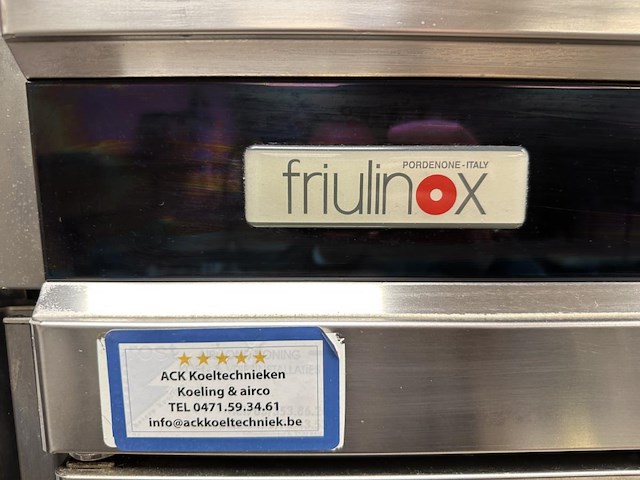 PORDENONE-ITALY
friulinox
ACK Koeltechnieken
Koeling & airco
TEL 0471.59.34.61
info@ackkoeltechniek.be